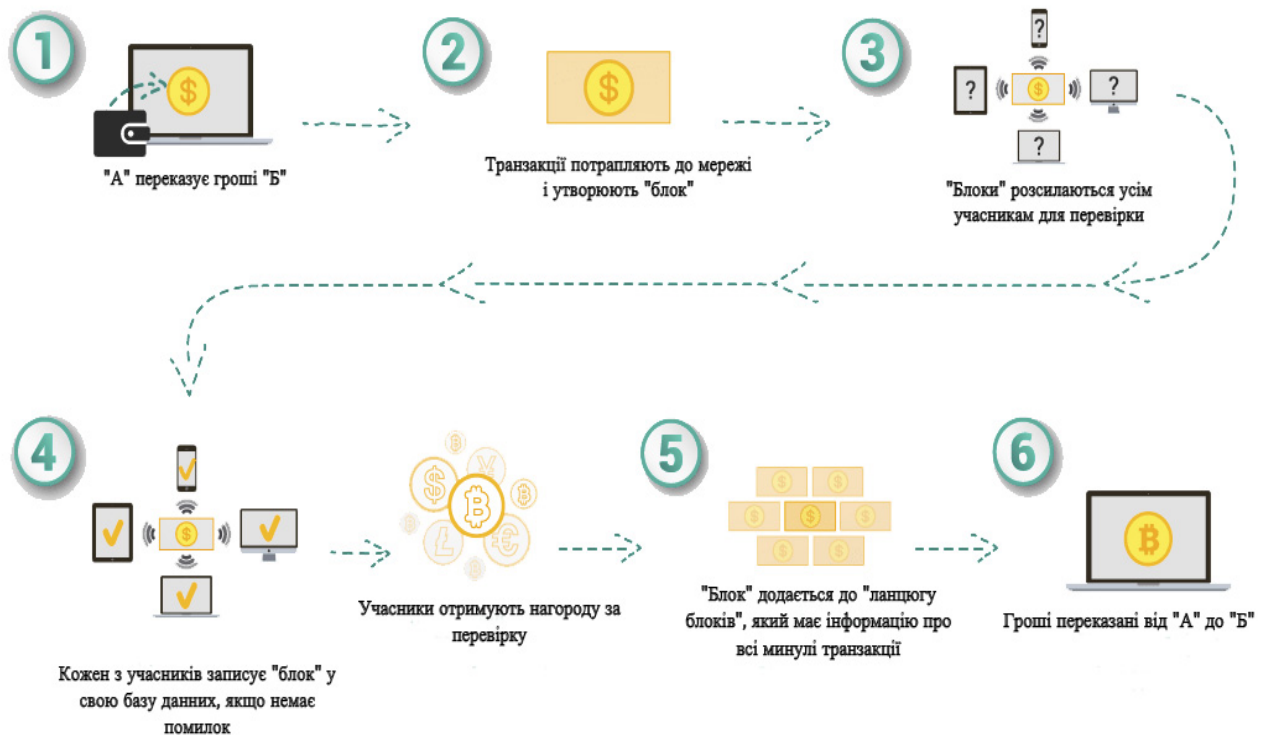 1
"А" переказує гроші "Б"
2
Транзакції потрапляють до мережі
і утворюють "блок"
3
"Блоки" розсилаються усім
учасникам для перевірки
4
Кожен з учасників записує "блок" у
свою базу данних, якщо немає
помилок
Учасники отримують нагороду за
перевірку
5
"Блок" додається до "ланцюгу
блоків", який має інформацію про
всі минулі транзакції
6
Гроші переказані від "А" до "Б"